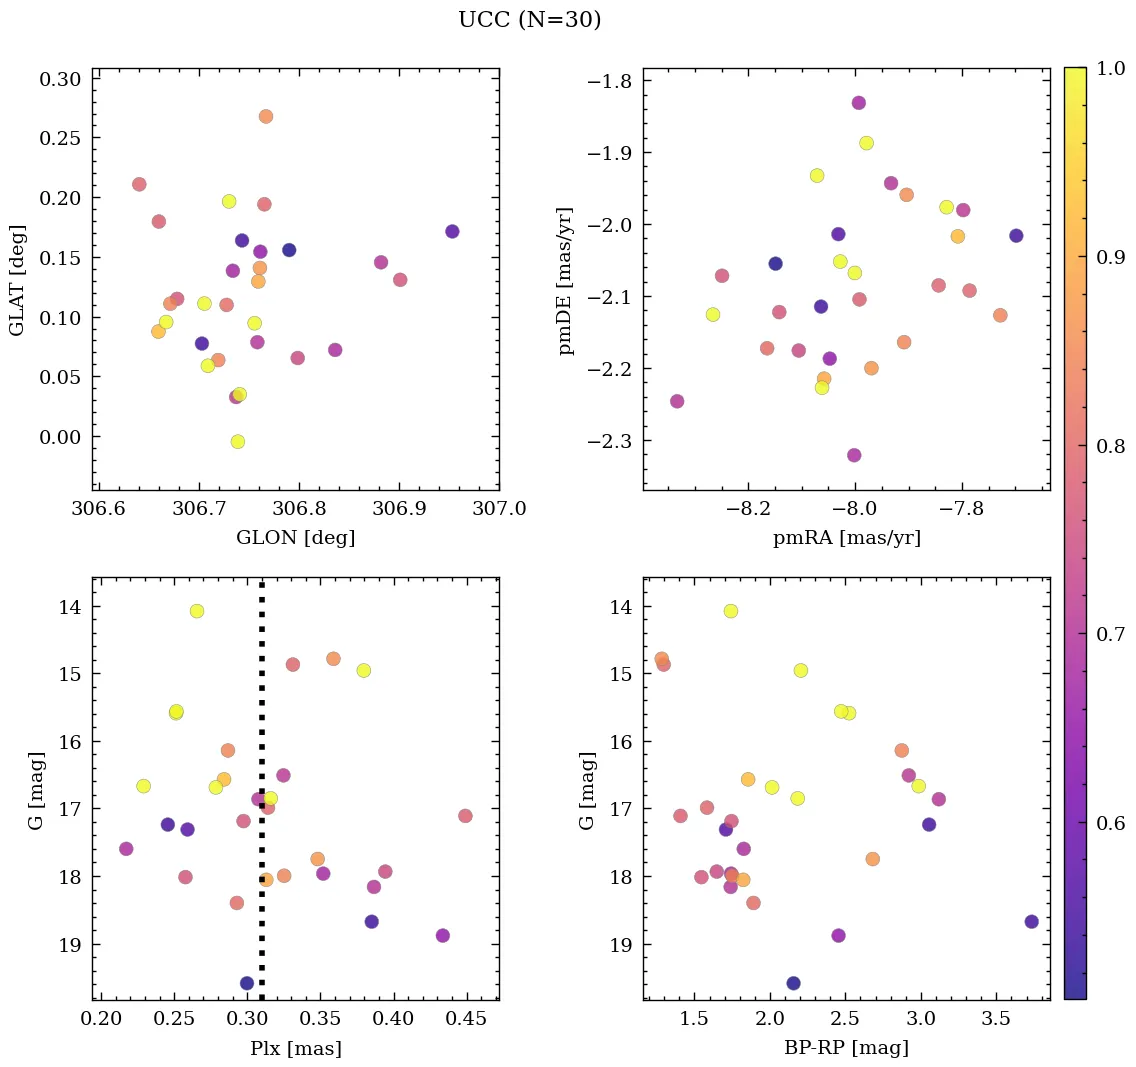 UCC (N=30)
0.30
0.25
0.20
0.15
0.10
0.05
0.00
GLAT [deg]
306.6 306.7 306.8 306.9 307.0
GLON [deg]
−1.8
−1.9
−2.0
−2.1
−2.2
−2.3
pmDE [mas/yr]
−8.2 −8.0 −7.8
pmRA [mas/yr]
1.0
0.9
0.8
0.7
0.6
14
15
16
17
18
19
G [mag]
0.20 0.25 0.30 0.35 0.40 0.45
Plx [mas]
14
15
16
17
18
19
G [mag]
1.5 2.0 2.5 3.0 3.5
BP-RP [mag]